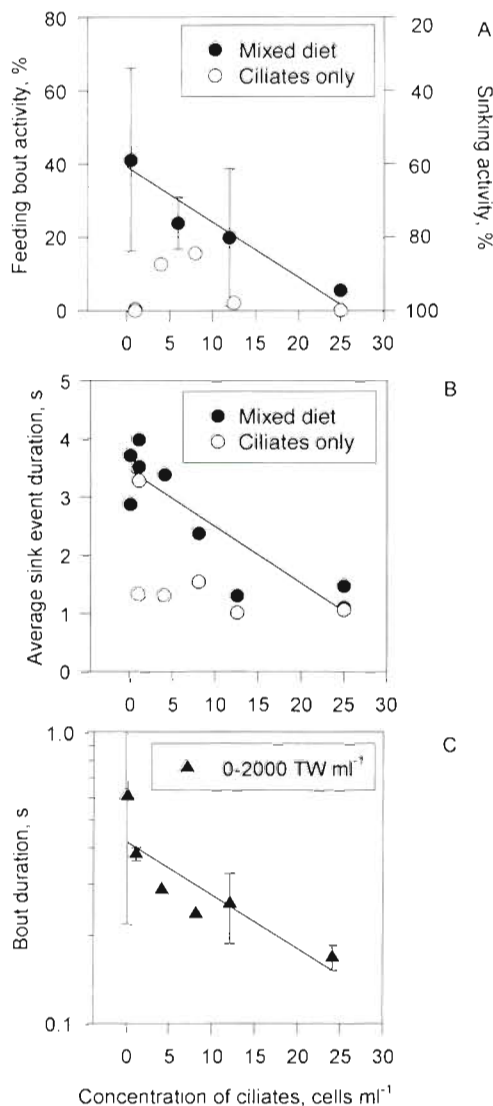 A
Mixed diet
Ciliates only
Feeding bout activity, %
80
60
40
20
0
20
40
60
80
100
Sinking activity, %
0 5 10 15 20 25 30
B
Mixed diet
Ciliates only
Average sink event duration, s
5
4
3
2
1
0
0 5 10 15 20 25 30
C
0-2000 TW ml⁻¹
Bout duration, s
1.0
0.1
0 5 10 15 20 25 30
Concentration of ciliates, cells ml⁻¹